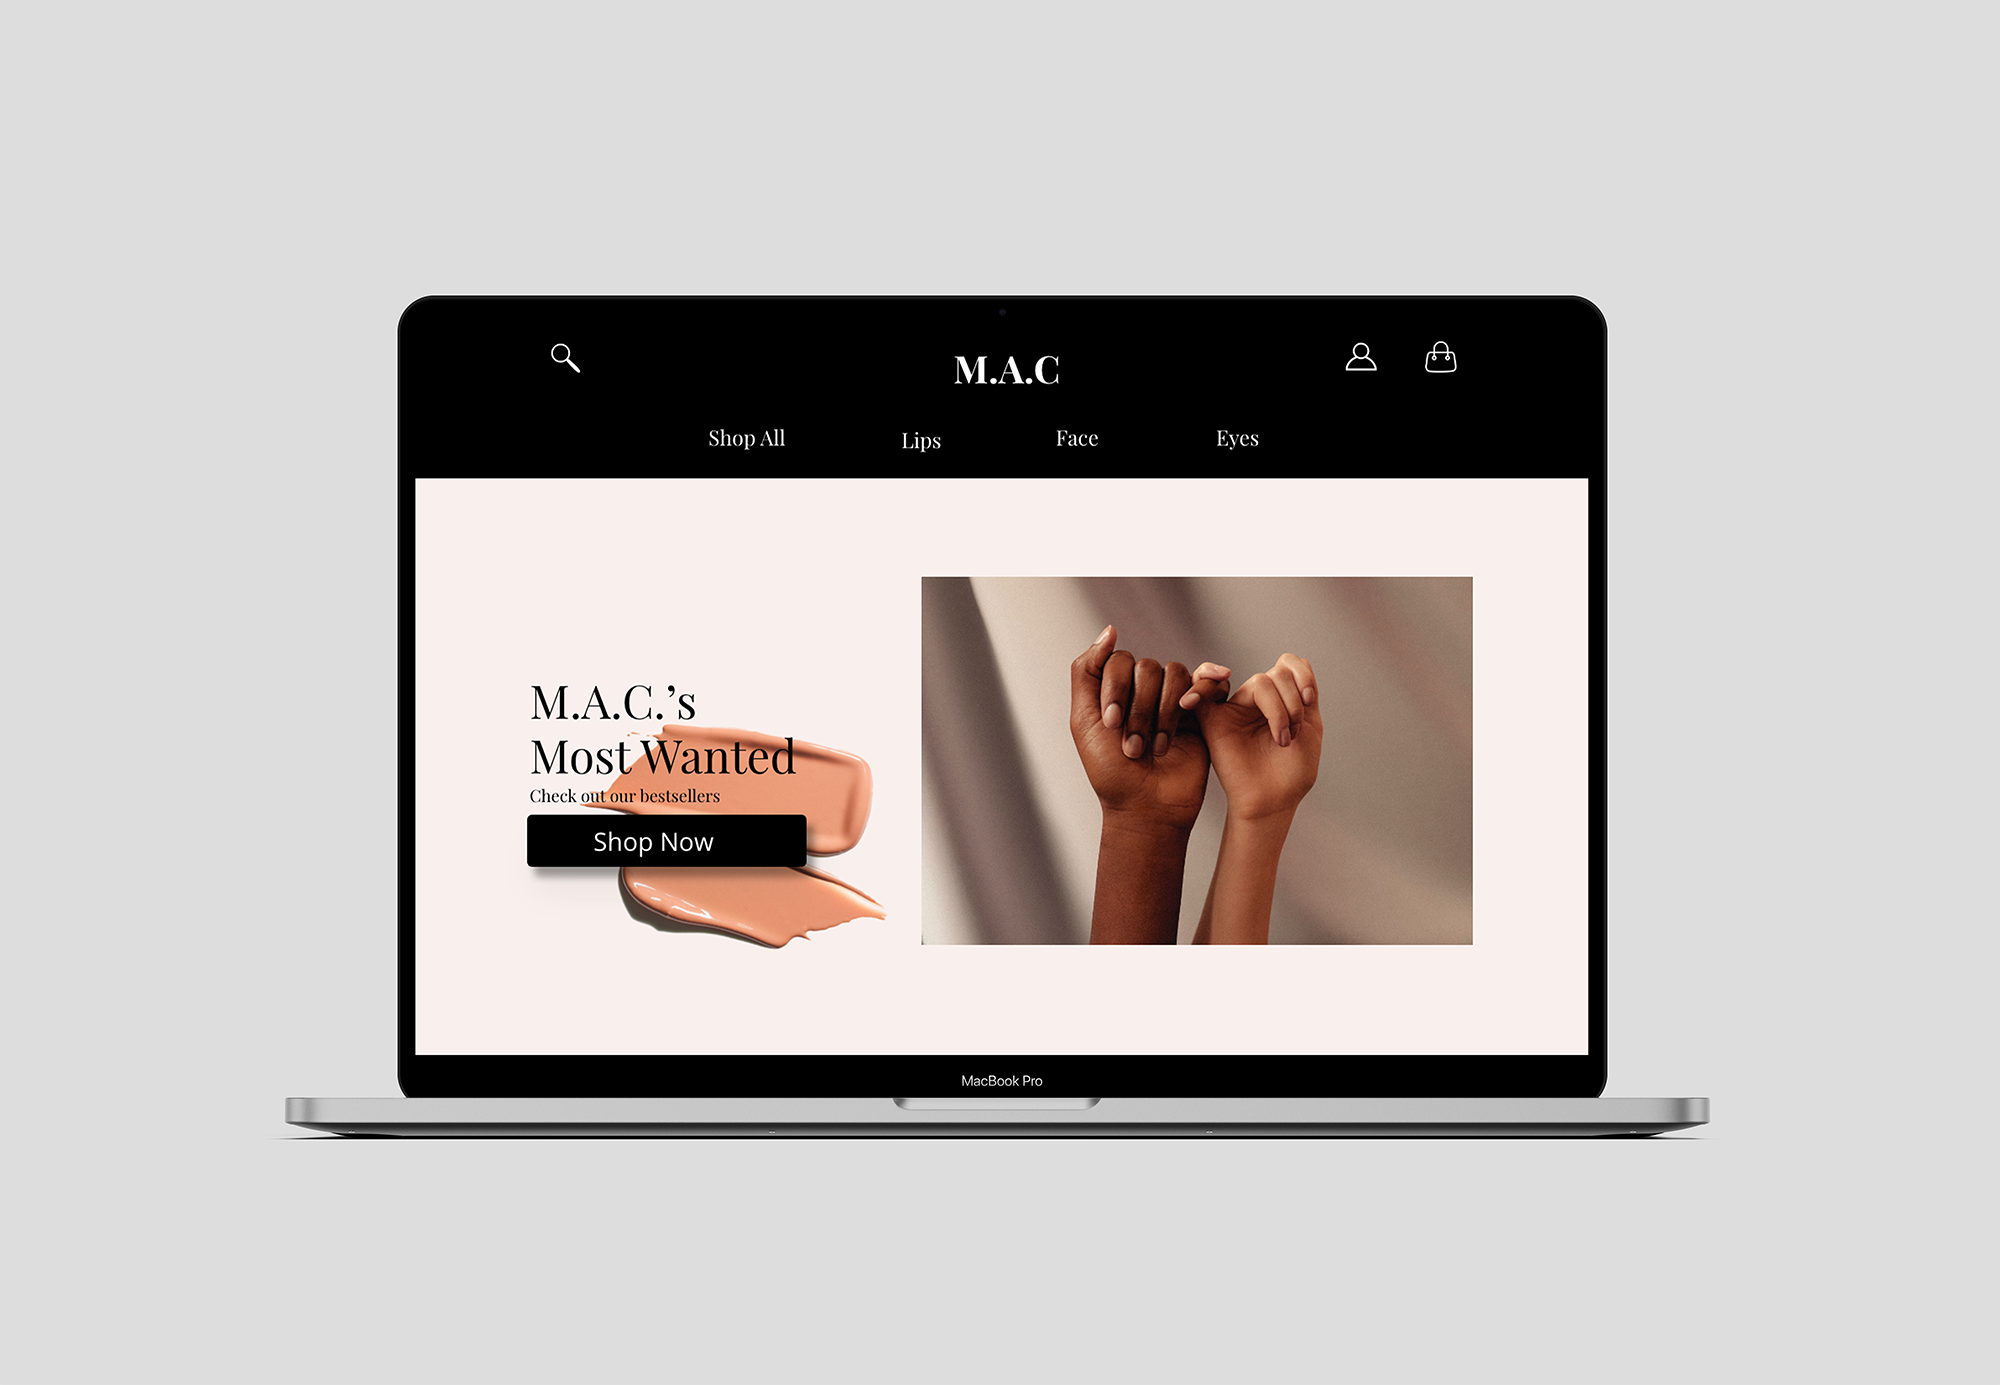 M.A.C
Shop All Lips Face Eyes
M.A.C.’s
Most Wanted
Check out our bestsellers
Shop Now
MacBook Pro